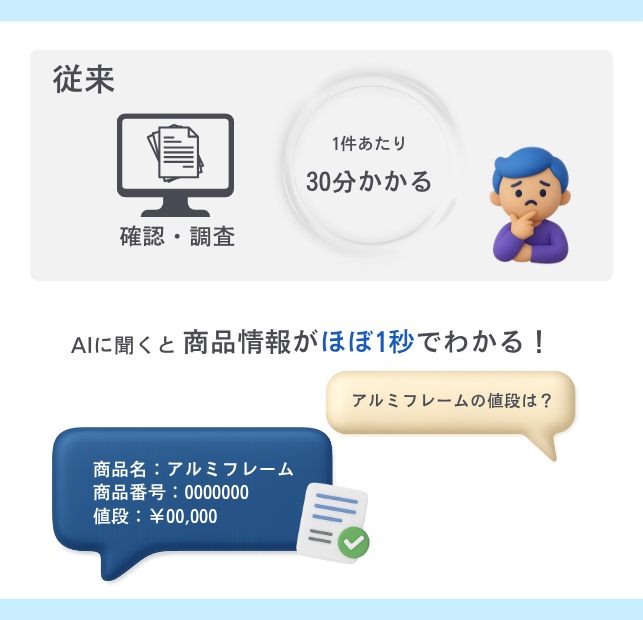 従来
1件あたり
30分かかる
確認・調査
AIに聞くと 商品情報がほぼ1秒でわかる！
アルミフレームの値段は？
商品名：アルミフレーム
商品番号：0000000
値段：￥00,000